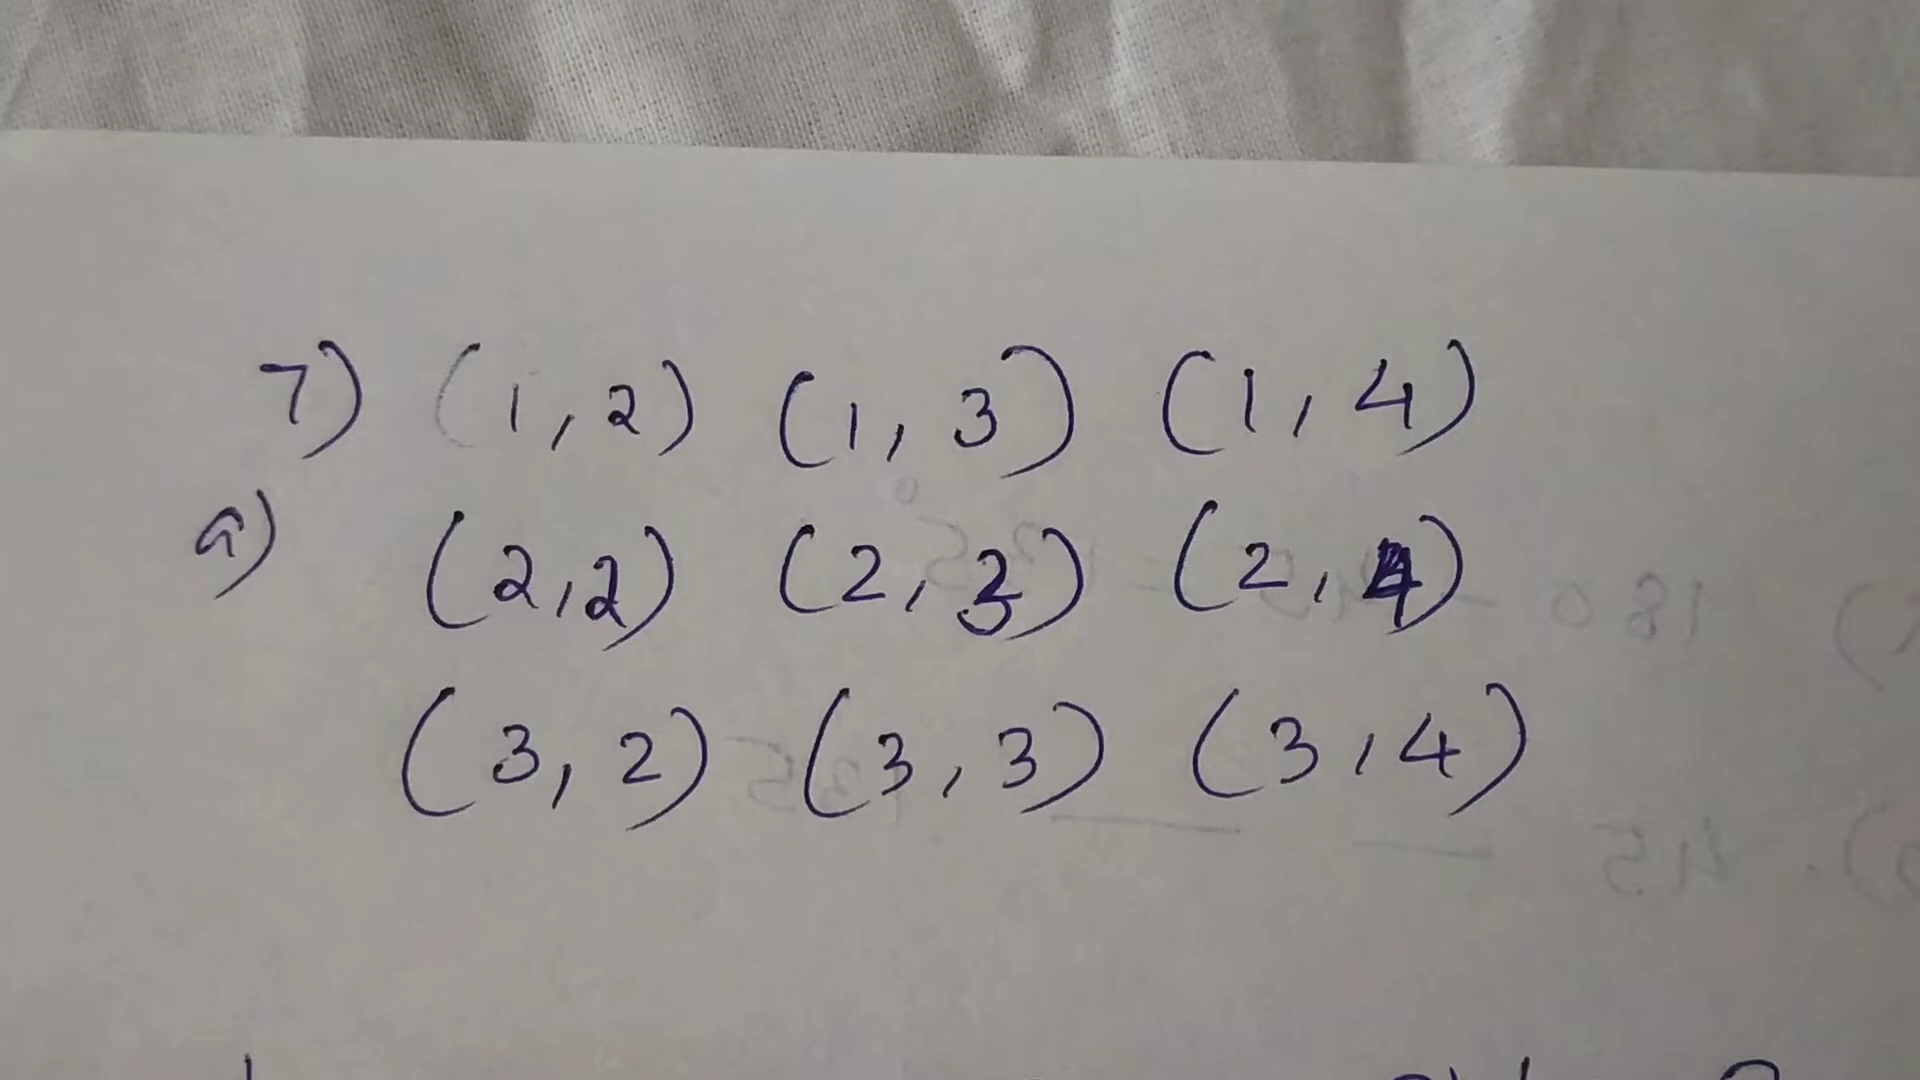 7) (1,2) (1,3) (1,4)
a) (2,2) (2,3) (2,4)
(3,2) (3,3) (3,4)